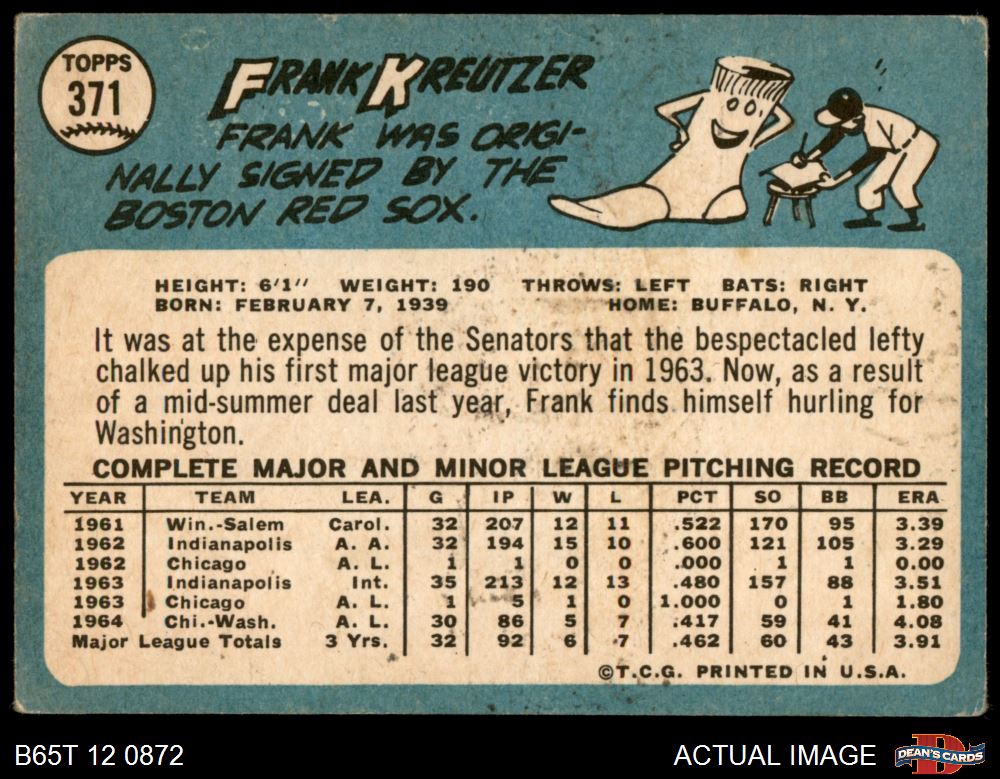 TOPPS
371
FRANK KREUTZER
FRANK WAS ORIGI-
NALLY SIGNED BY THE
BOSTON RED SOX.
HEIGHT: 6'1" WEIGHT: 190 THROWS: LEFT BATS: RIGHT
BORN: FEBRUARY 7, 1939 HOME: BUFFALO, N. Y.
It was at the expense of the Senators that the bespectacled lefty
chalked up his first major league victory in 1963. Now, as a result
of a mid-summer deal last year, Frank finds himself hurling for
Washington.
COMPLETE MAJOR AND MINOR LEAGUE PITCHING RECORD
YEAR TEAM LEA. G IP W L PCT SO BB ERA
1961 Win.-Salem Carol. 32 207 12 11 .522 170 95 3.39
1962 Indianapolis A. A. 32 194 15 10 .600 121 105 3.29
1962 Chicago A. L. 1 1 0 0 .000 1 1 0.00
1963 Indianapolis Int. 35 213 12 13 .480 157 88 3.51
1963 Chicago A. L. 1 5 1 0 1.000 0 1 1.80
1964 Chi.-Wash. A. L. 30 86 5 7 .417 59 41 4.08
Major League Totals 3 Yrs. 32 92 6 7 .462 60 43 3.91
©T.C.G. PRINTED IN U.S.A.
B65T 12 0872 ACTUAL IMAGE
DEAN'S CARDS